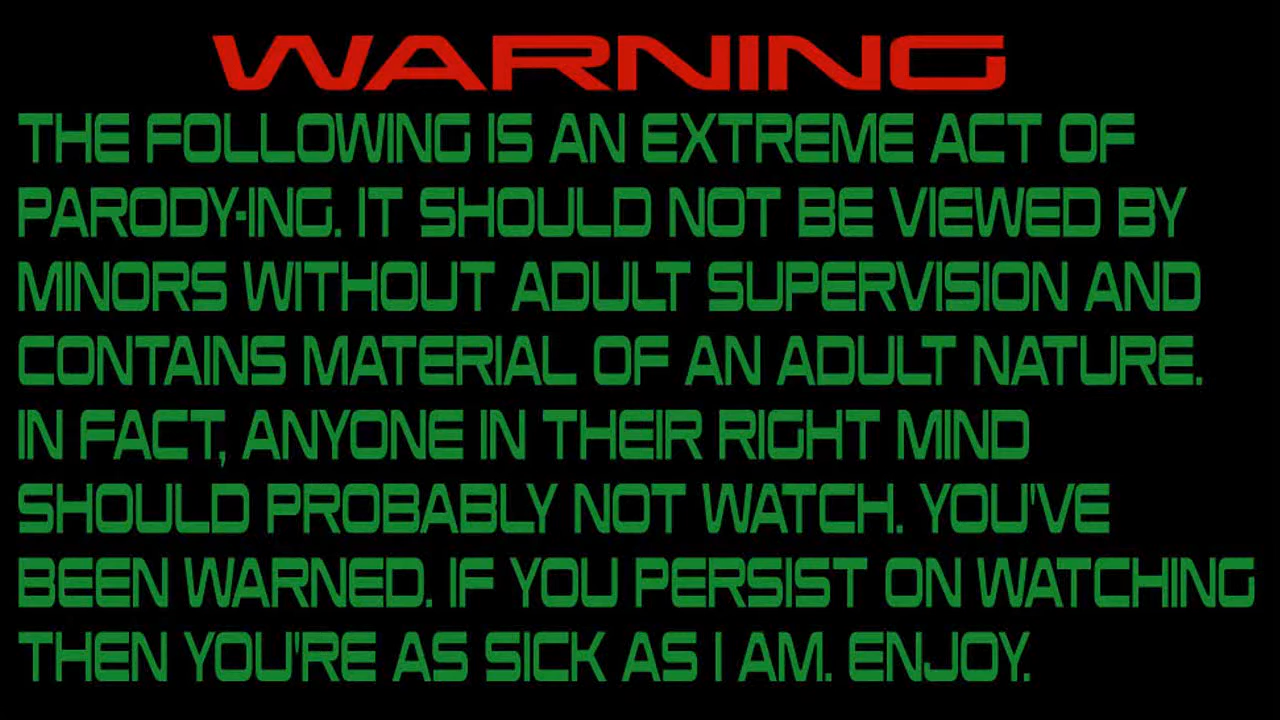 WARNING
THE FOLLOWING IS AN EXTREME ACT OF
PARODY-ING. IT SHOULD NOT BE VIEWED BY
MINORS WITHOUT ADULT SUPERVISION AND
CONTAINS MATERIAL OF AN ADULT NATURE.
IN FACT, ANYONE IN THEIR RIGHT MIND
SHOULD PROBABLY NOT WATCH. YOU'VE
BEEN WARNED. IF YOU PERSIST ON WATCHING
THEN YOU'RE AS SICK AS I AM. ENJOY.